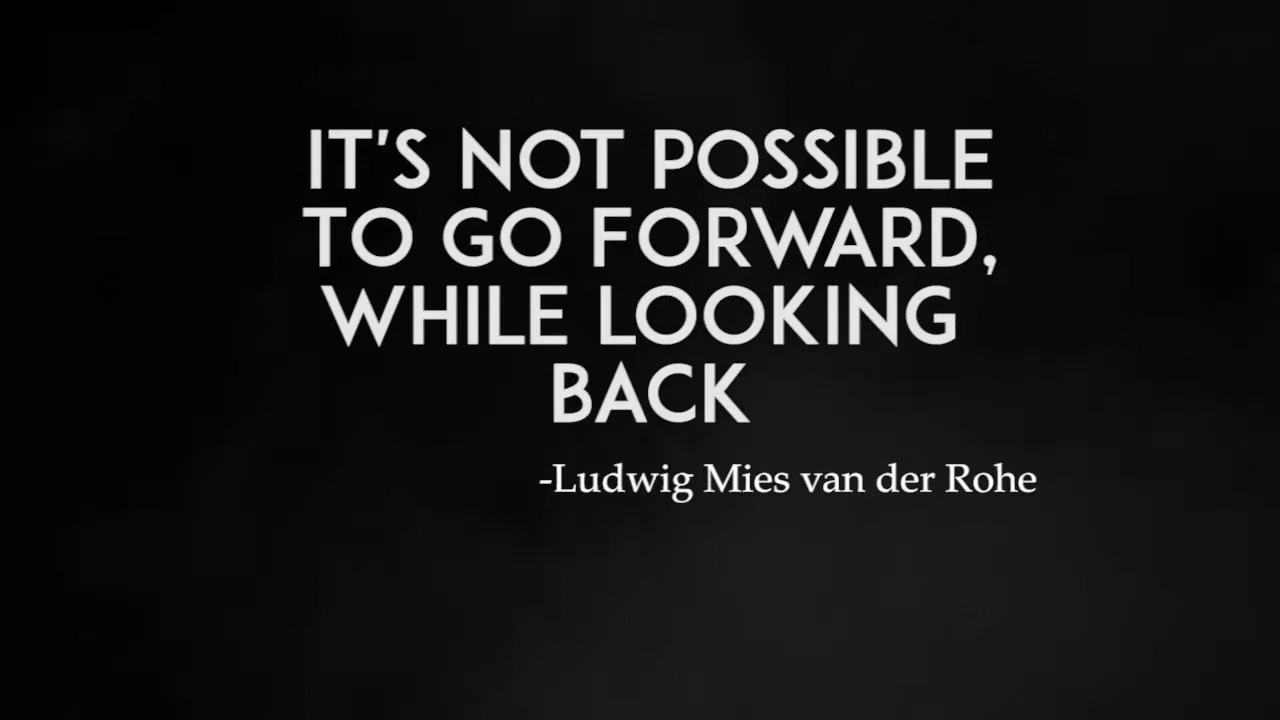 IT'S NOT POSSIBLE
TO GO FORWARD,
WHILE LOOKING
BACK
-Ludwig Mies van der Rohe